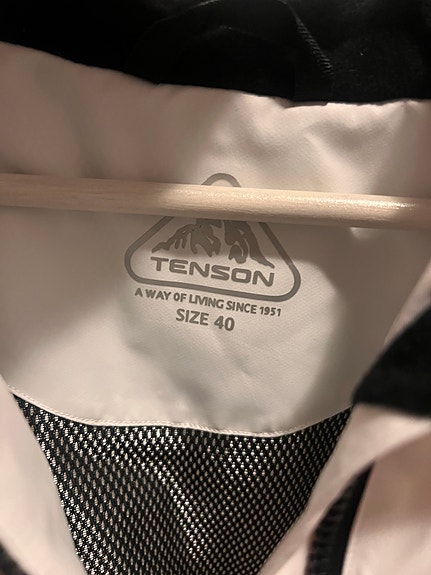 TENSON
A WAY OF LIVING SINCE 1951
SIZE 40